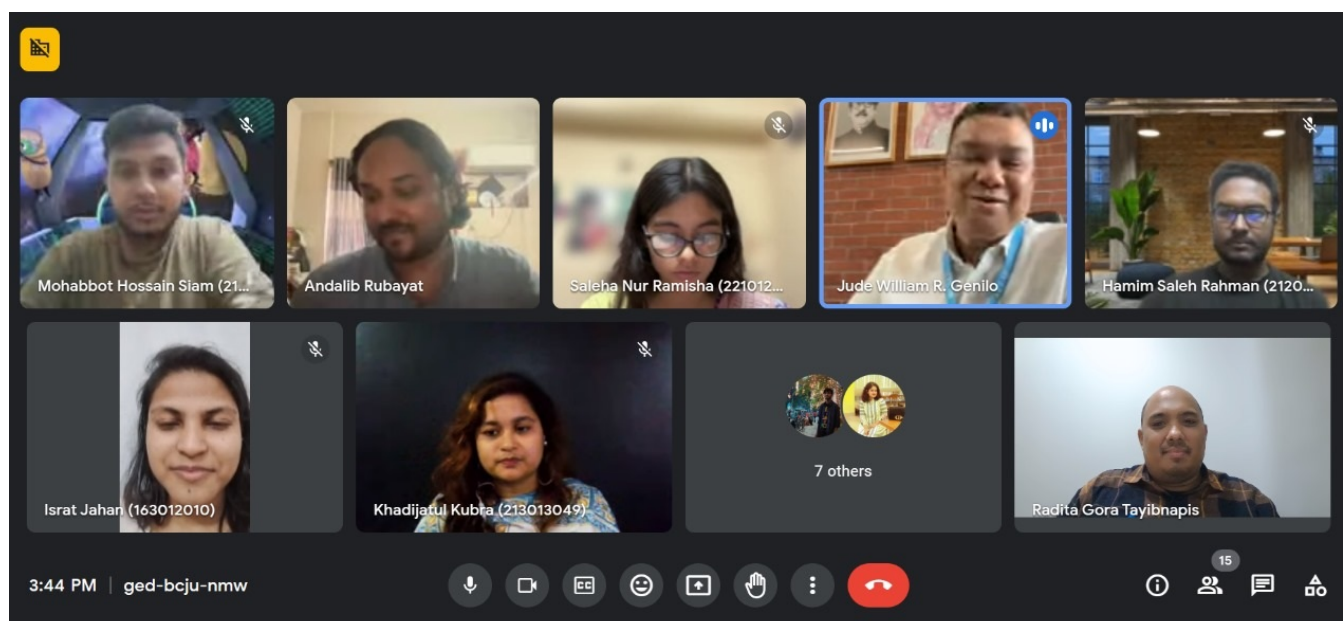 Mohabbot Hossain Siam (21...
Andalib Rubayat
Saleha Nur Ramisha (221012...
Jude William R. Genilo
Hamim Saleh Rahman (2120...
Israt Jahan (163012010)
Khadijatul Kubra (213013049)
7 others
Radita Gora Tayibnapis
15
3:44 PM | ged-bcju-nmw
CC